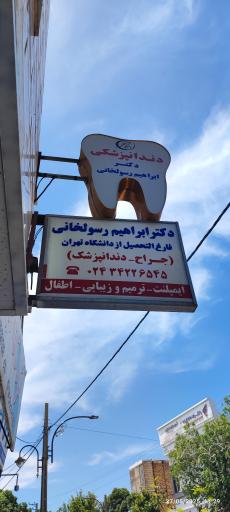 دندانپزشکی
دکتر
ابراهیم رسولخانی
دکتر ابراهیم رسولخانی
فارغ التحصیل از دانشگاه تهران
(جراح - دندانپزشک)
۰۲۴ ۳۴۲۲۶۵۴۵
ایمپلنت - ترمیم و زیبایی - اطفال